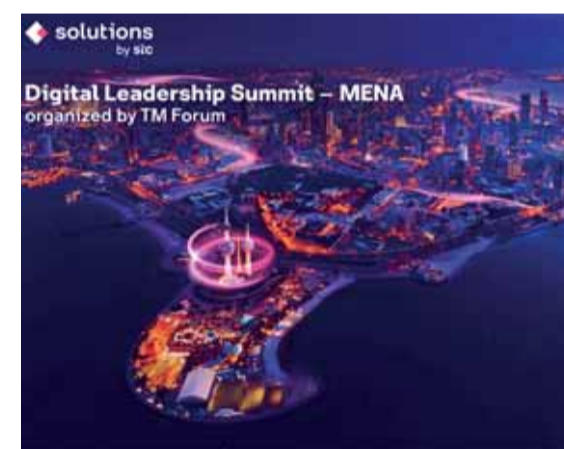 solutions
by stc
Digital Leadership Summit – MENA
organized by TM Forum